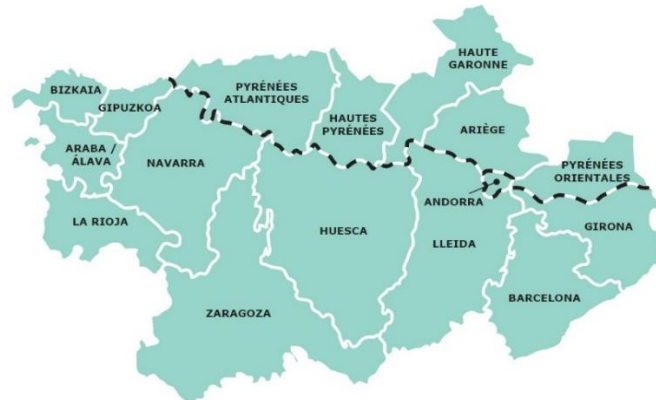 HAUTE
GARONNE
BIZKAIA
PYRÉNÉES
ATLANTIQUES
GIPUZKOA
HAUTES
PYRÉNÉES
ARIÈGE
ARABA /
ÁLAVA
NAVARRA
PYRÉNÉES
ORIENTALES
ANDORRA
LA RIOJA
GIRONA
HUESCA
LLEIDA
BARCELONA
ZARAGOZA